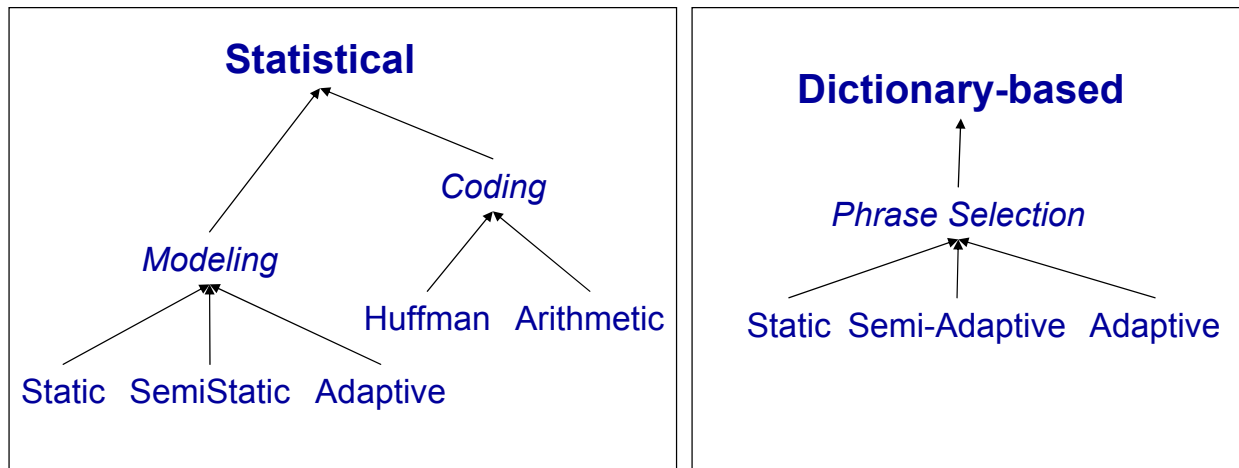 Statistical
Coding
Modeling
Huffman Arithmetic
Static SemiStatic Adaptive
Dictionary-based
Phrase Selection
Static Semi-Adaptive Adaptive